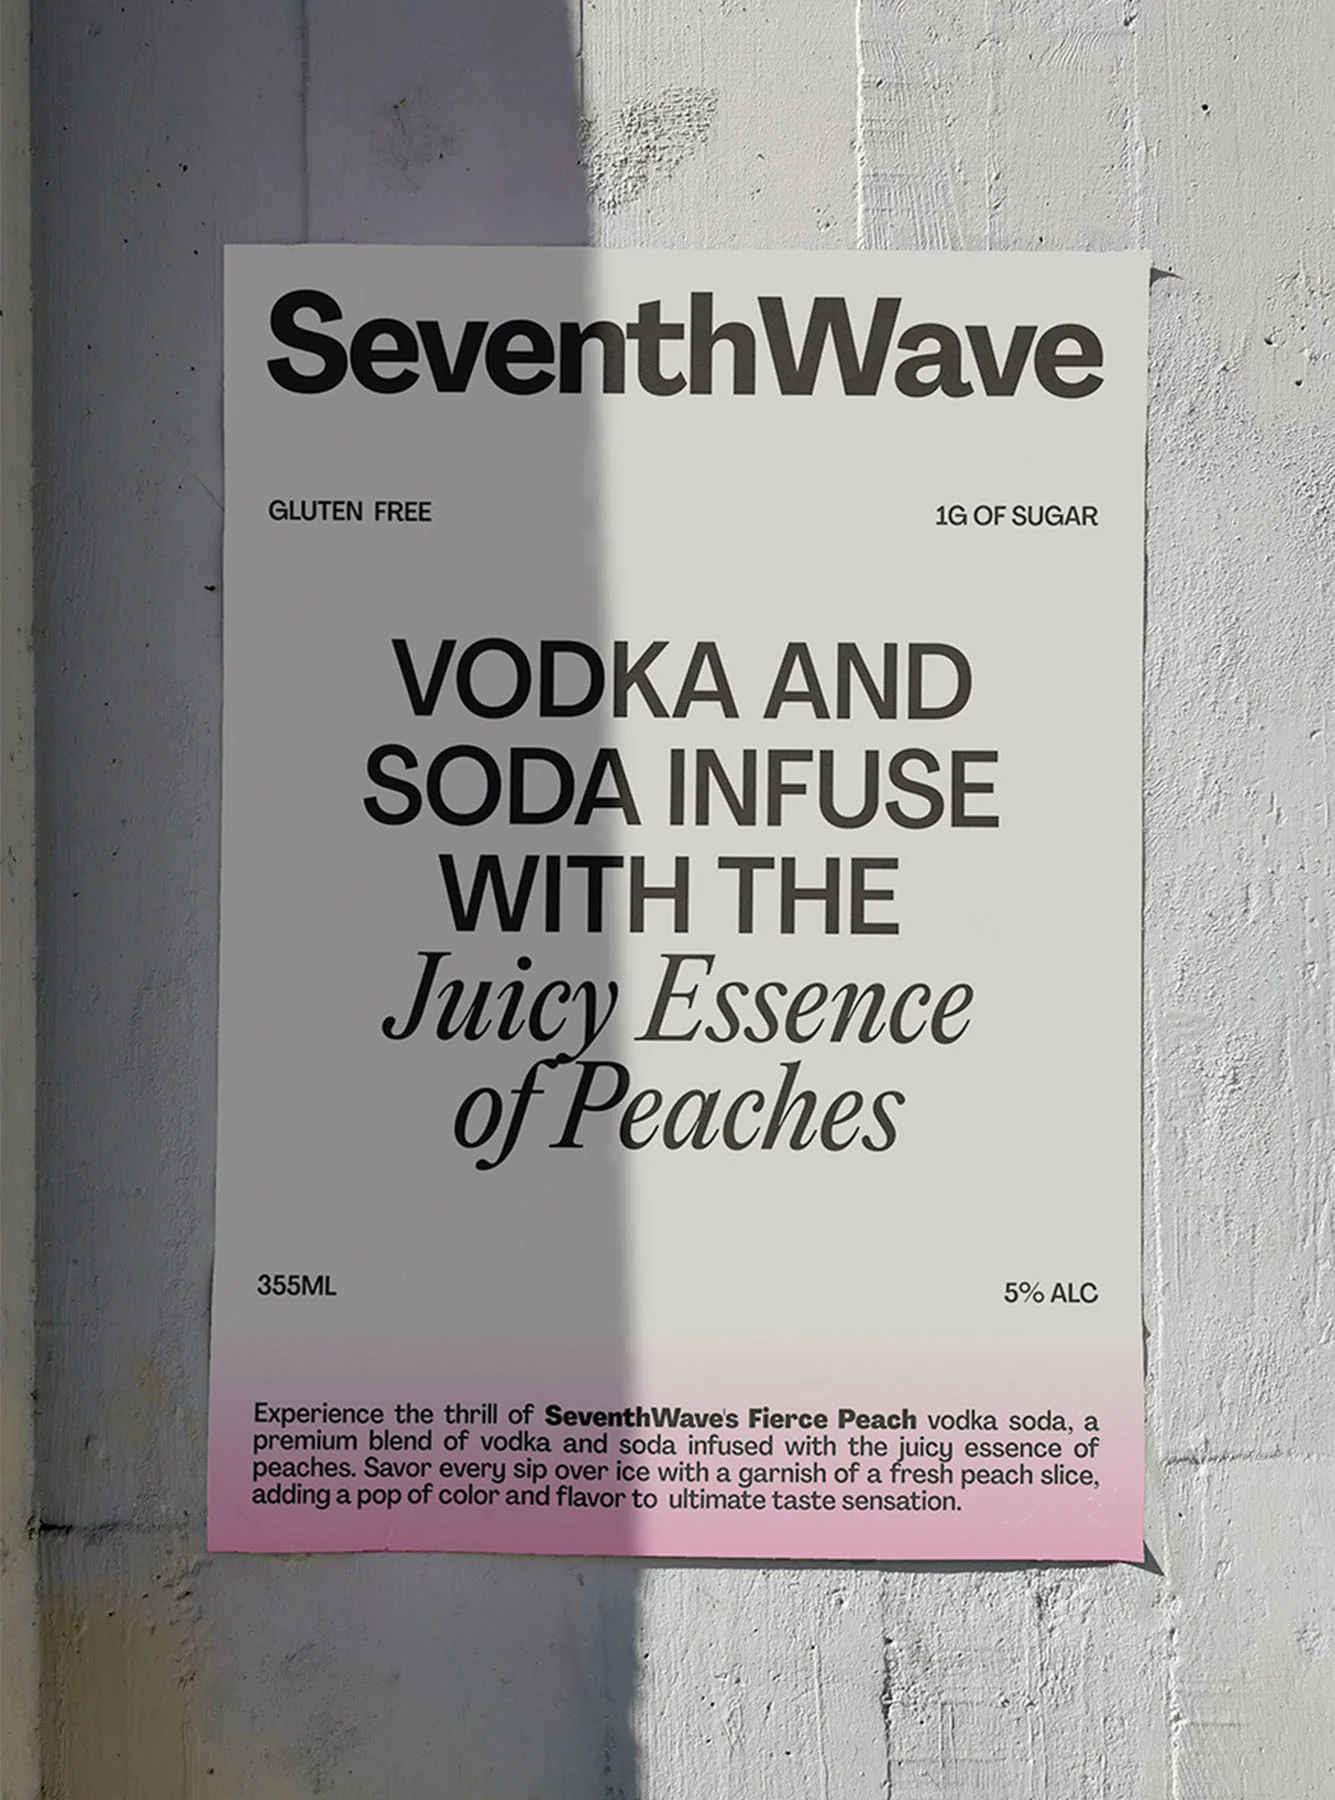 SeventhWave
GLUTEN FREE
1G OF SUGAR
VODKA AND
SODA INFUSE
WITH THE
Juicy Essence
of Peaches
355ML
5% ALC
Experience the thrill of SeventhWave's Fierce Peach vodka soda, a
premium blend of vodka and soda infused with the juicy essence of
peaches. Savor every sip over ice with a garnish of a fresh peach slice,
adding a pop of color and flavor to ultimate taste sensation.